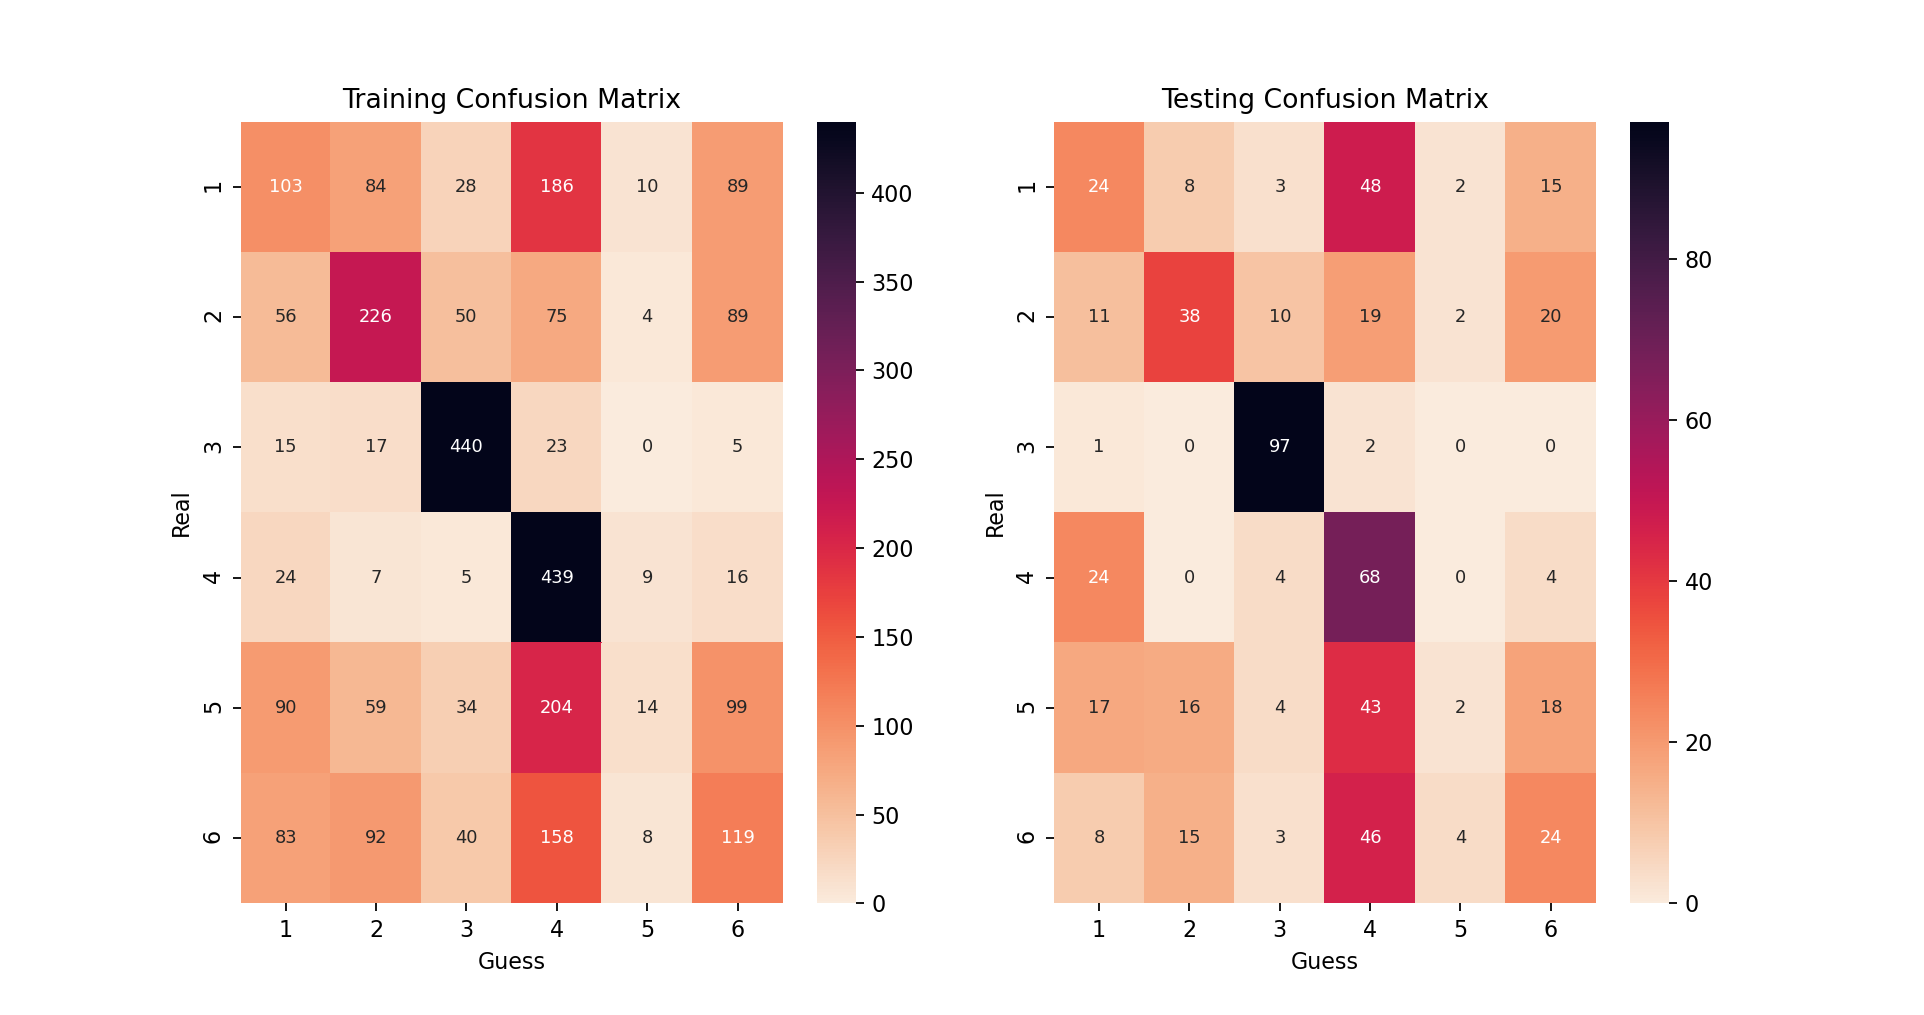 Training Confusion Matrix
1 103 84 28 186 10 89
2 56 226 50 75 4 89
3 15 17 440 23 0 5
4 24 7 5 439 9 16
5 90 59 34 204 14 99
6 83 92 40 158 8 119
1 2 3 4 5 6
Guess
Real
400
350
300
250
200
150
100
50
0
Testing Confusion Matrix
1 24 8 3 48 2 15
2 11 38 10 19 2 20
3 1 0 97 2 0 0
4 24 0 4 68 0 4
5 17 16 4 43 2 18
6 8 15 3 46 4 24
1 2 3 4 5 6
Guess
Real
80
60
40
20
0